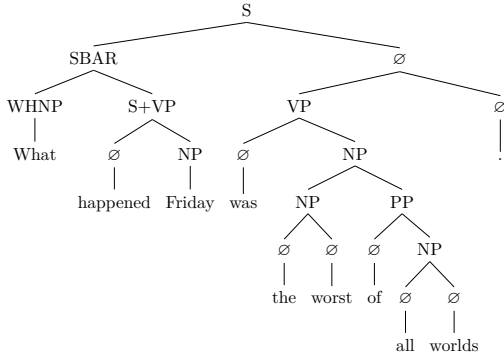 S
SBAR ∅
WHNP S+VP VP ∅
What ∅ NP ∅ NP .
happened Friday was NP PP
∅ ∅ ∅ NP
the worst of ∅ ∅
all worlds